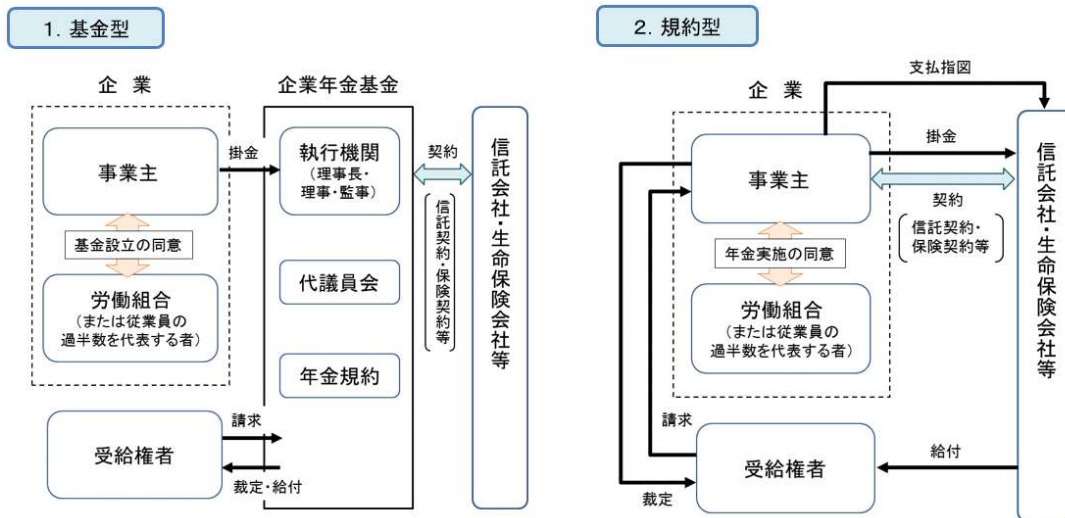 1. 基金型
企 業
企業年金基金
事業主
掛金
執行機関
(理事長・
理事・監事)
契約
信託契約・保険契約等
信託会社・生命保険会社等
基金設立の同意
代議員会
労働組合
(または従業員の
過半数を代表する者)
年金規約
受給権者
請求
裁定・給付
2. 規約型
支払指図
企 業
事業主
掛金
契約
信託契約・
保険契約等
信託会社・生命保険会社等
年金実施の同意
労働組合
(または従業員の
過半数を代表する者)
請求
受給権者
給付
裁定